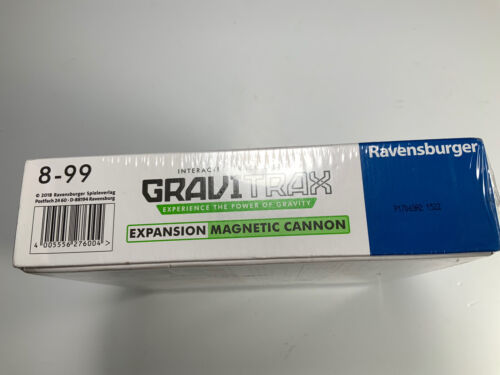 8-99
© 2018 Ravensburger Spieleverlag
Postfach 24 60 · D-88194 Ravensburg
4 005556 276004 >
GRAVITRAX
EXPERIENCE THE POWER OF GRAVITY
EXPANSION MAGNETIC CANNON
Ravensburger